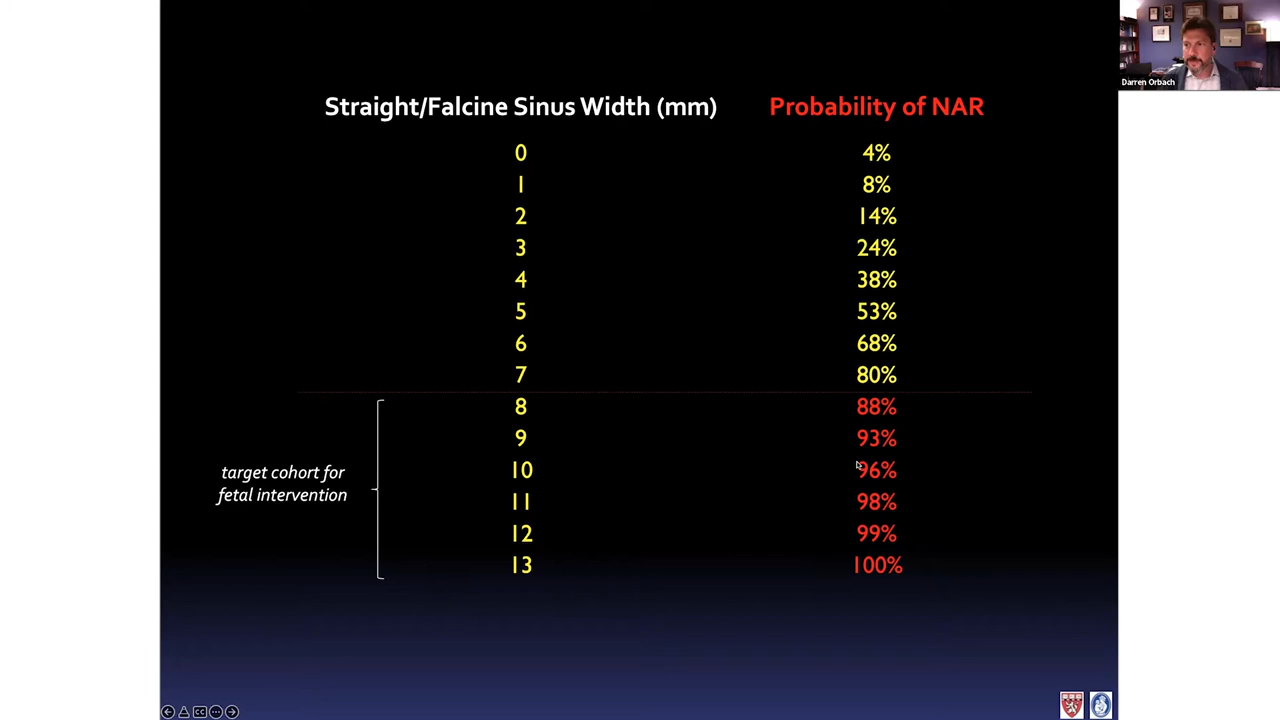 Darren Orbach
Straight/Falcine Sinus Width (mm) Probability of NAR
0 4%
1 8%
2 14%
3 24%
4 38%
5 53%
6 68%
7 80%
8 88%
9 93%
10 96%
11 98%
12 99%
13 100%
target cohort for
fetal intervention
CC